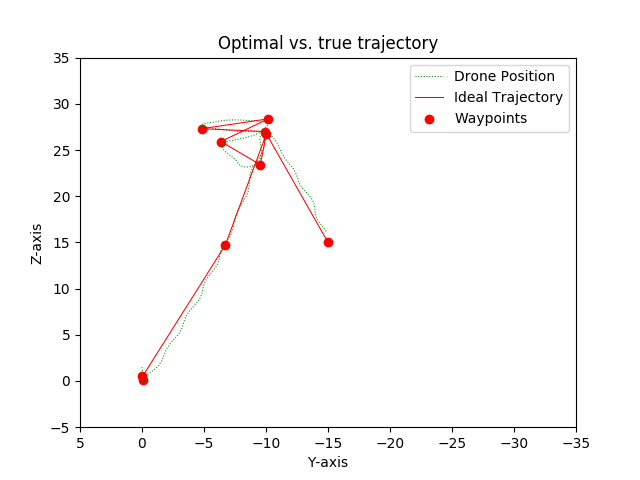 Optimal vs. true trajectory
Drone Position
Ideal Trajectory
Waypoints
35
30
25
20
15
10
5
0
−5
Z-axis
5 0 −5 −10 −15 −20 −25 −30 −35
Y-axis